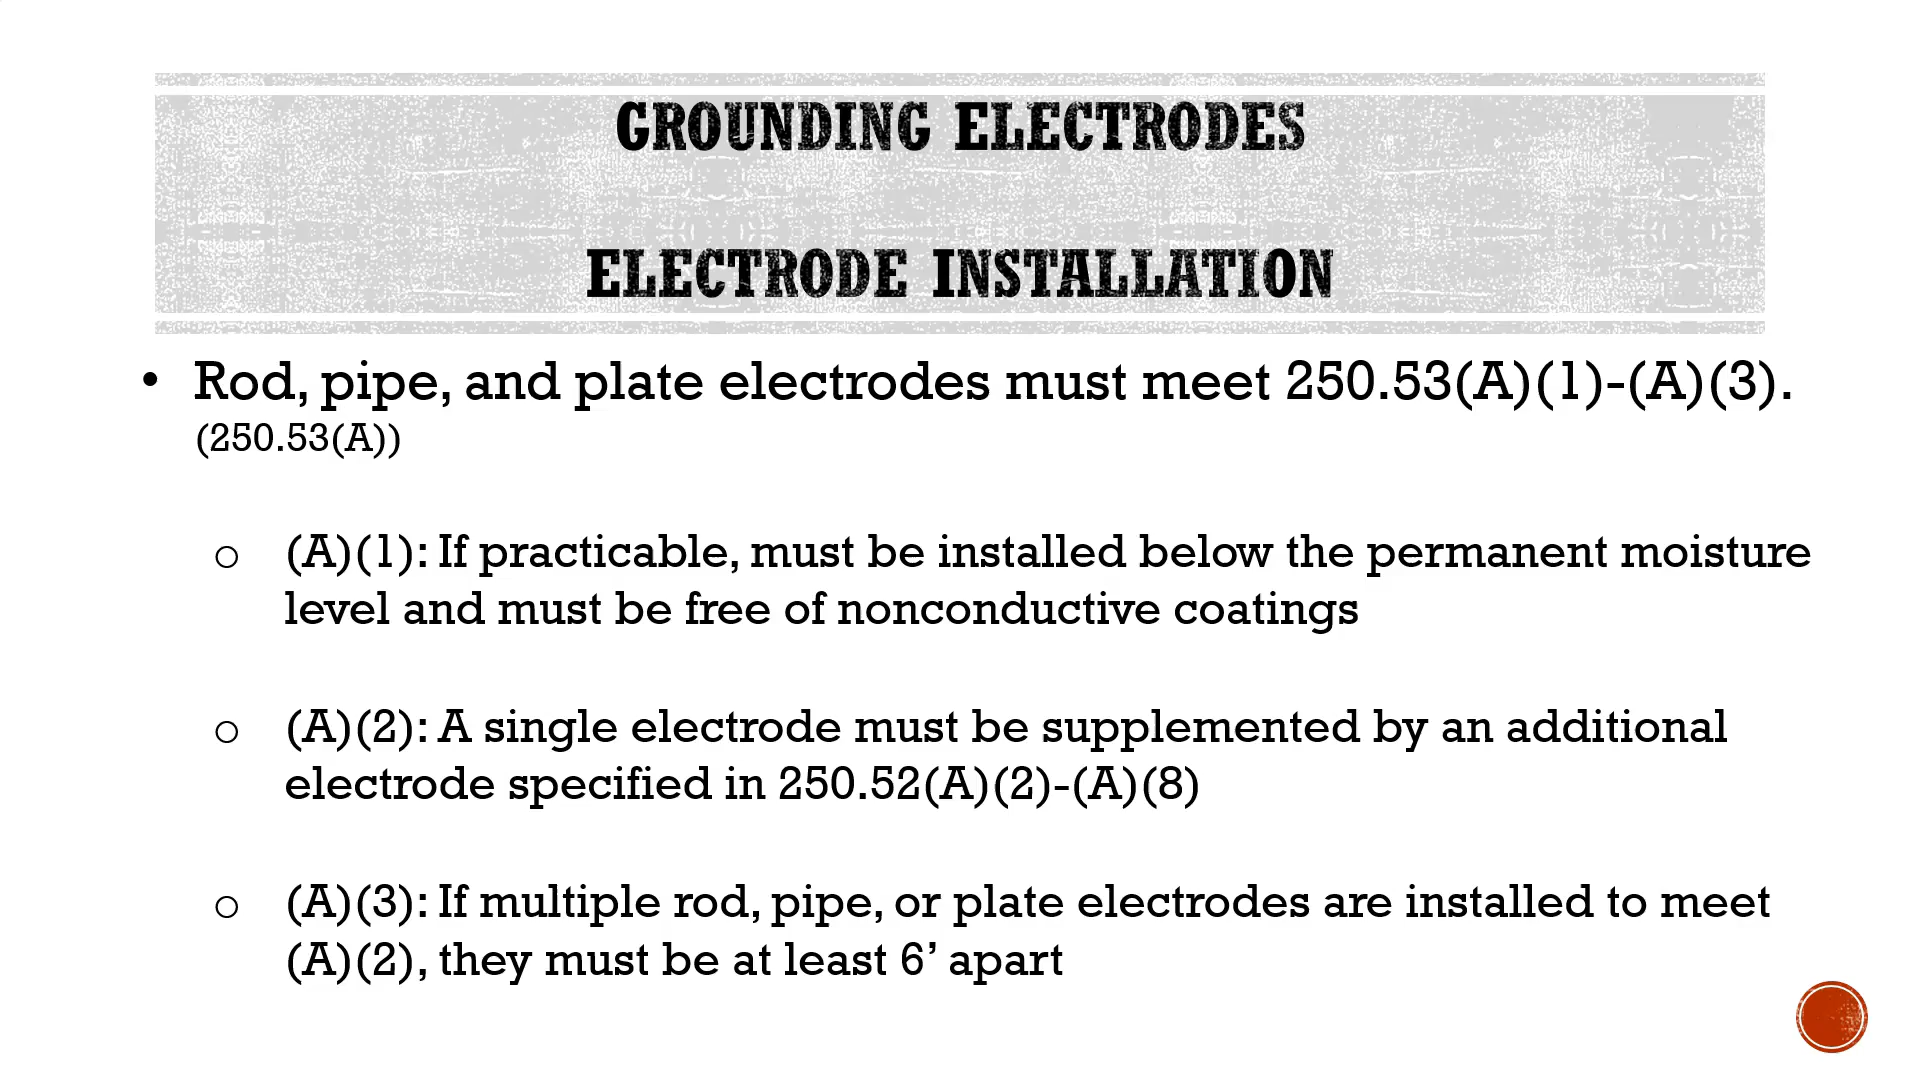 GROUNDING ELECTRODES
ELECTRODE INSTALLATION
• Rod, pipe, and plate electrodes must meet 250.53(A)(1)-(A)(3).
(250.53(A))
o (A)(1): If practicable, must be installed below the permanent moisture
level and must be free of nonconductive coatings
o (A)(2): A single electrode must be supplemented by an additional
electrode specified in 250.52(A)(2)-(A)(8)
o (A)(3): If multiple rod, pipe, or plate electrodes are installed to meet
(A)(2), they must be at least 6’ apart